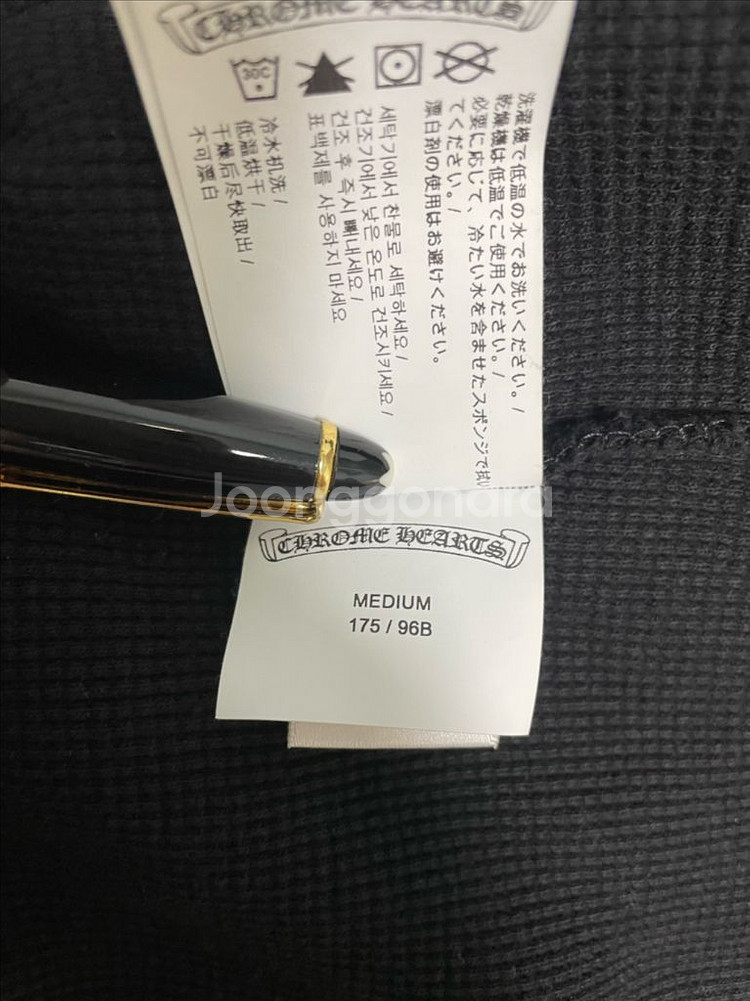 CHROME HEARTS
30C
洗濯機で低温の水でお洗いください。/
乾燥機は低温でご使用ください。/
必要に応じて、冷たい水を含ませたスポンジで拭い
てください。/
漂白剤の使用はお避けください。
세탁기에서 찬물로 세탁하세요/
건조기에서 낮은 온도로 건조시키세요/
건조 후 즉시 빼내세요/
표백제를 사용하지 마세요
冷水机洗/
低温烘干/
干燥后尽快取出/
不可漂白
Joonggonara
CHROME HEARTS
MEDIUM
175 / 96B